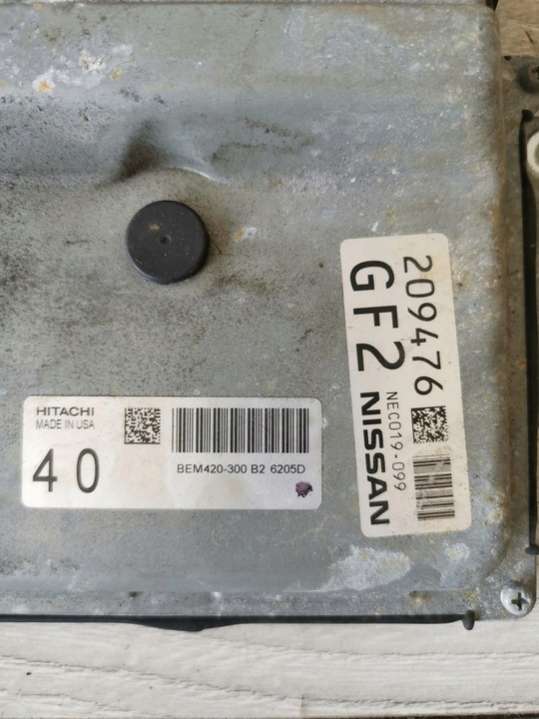 HITACHI
MADE IN USA
40
BEM420-300 B2 6205D
209476
GF2
NEC019-099
NISSAN